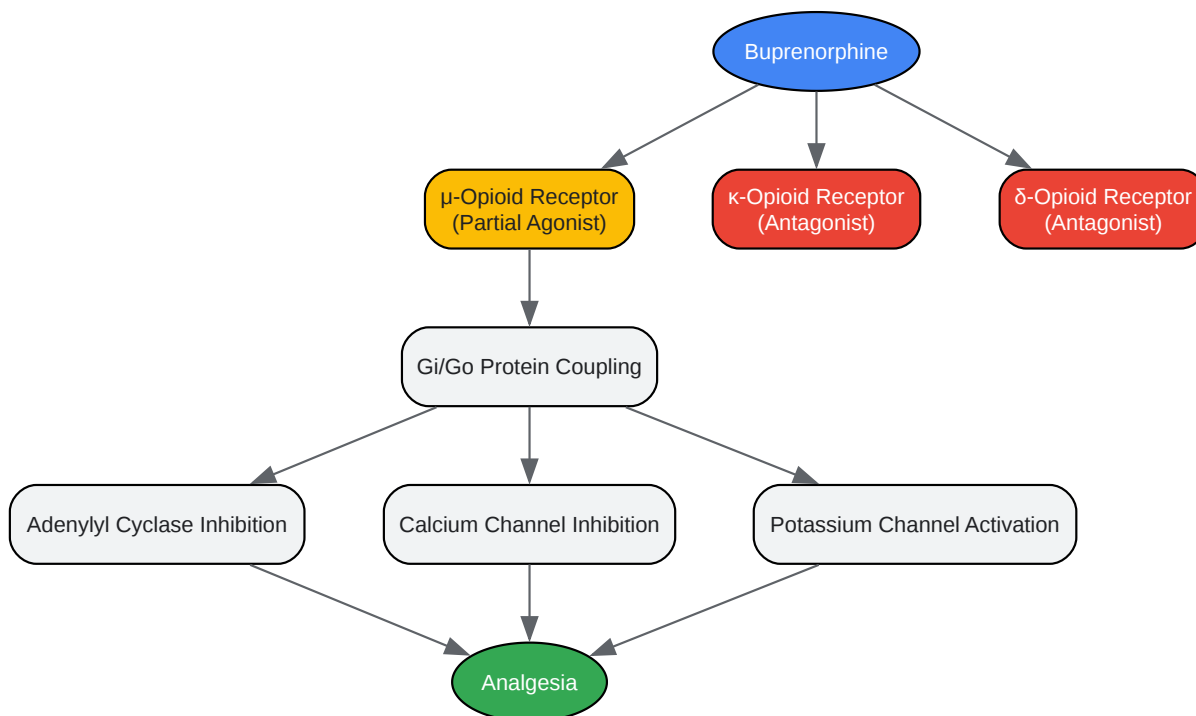 Buprenorphine
μ-Opioid Receptor
(Partial Agonist)
κ-Opioid Receptor
(Antagonist)
δ-Opioid Receptor
(Antagonist)
Gi/Go Protein Coupling
Adenylyl Cyclase Inhibition
Calcium Channel Inhibition
Potassium Channel Activation
Analgesia